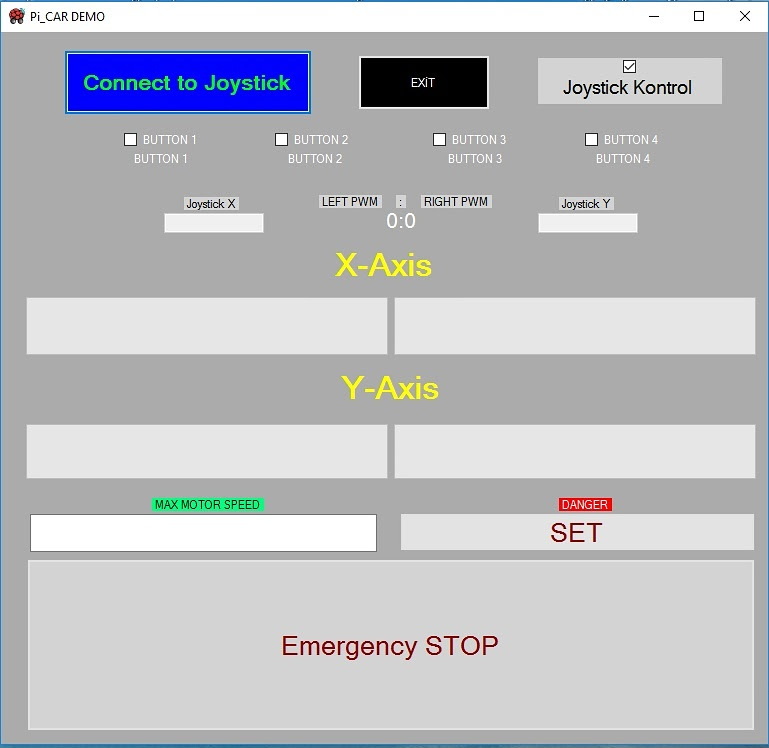 Pi_CAR DEMO
Connect to Joystick
EXiT
Joystick Kontrol
BUTTON 1
BUTTON 2
BUTTON 3
BUTTON 4
BUTTON 1
BUTTON 2
BUTTON 3
BUTTON 4
Joystick X
LEFT PWM : RIGHT PWM
Joystick Y
0:0
X-Axis
Y-Axis
MAX MOTOR SPEED
DANGER
SET
Emergency STOP